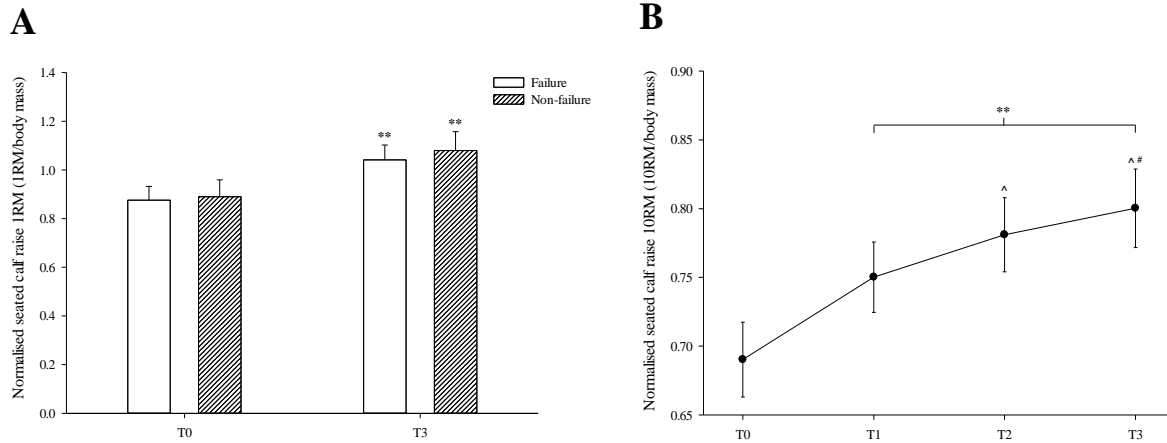 A
Normalised seated calf raise 1RM (1RM/body mass)
1.4
1.2
1.0
0.8
0.6
0.4
0.2
0.0
Failure
Non-failure
**
**
T0
T3
B
Normalised seated calf raise 10RM (10RM/body mass)
0.90
0.85
0.80
0.75
0.70
0.65
**
^
^ #
T0
T1
T2
T3